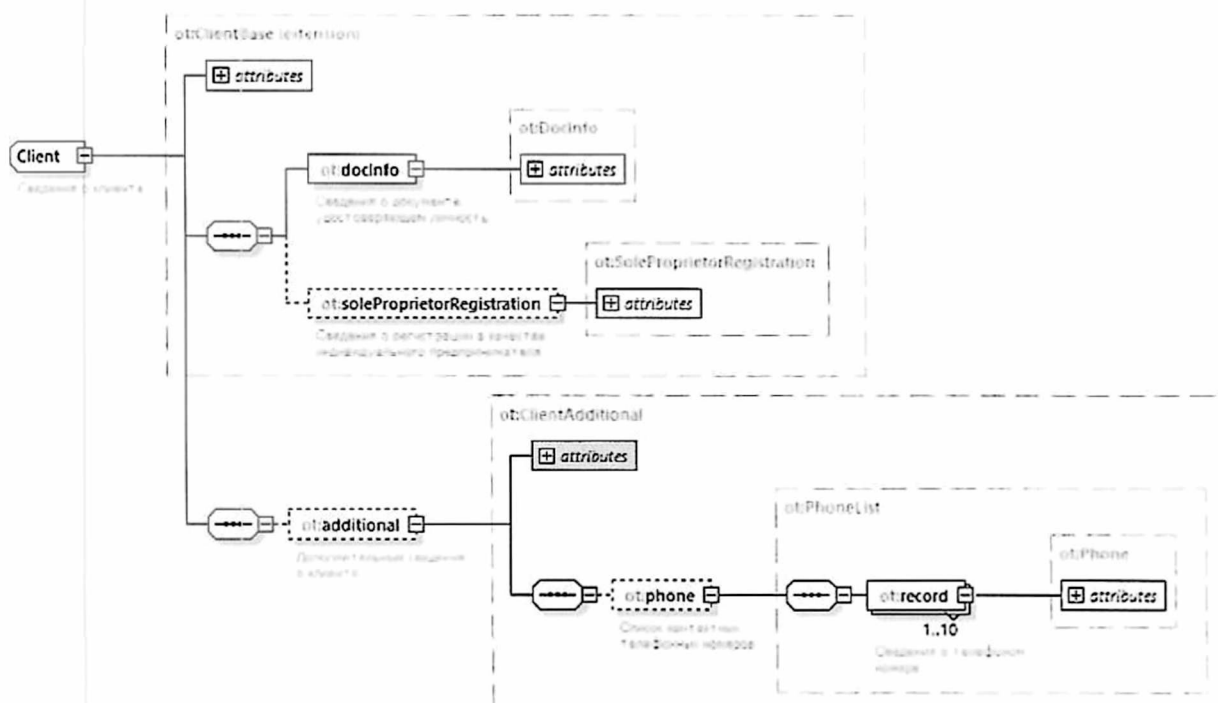 ot:ClientBase (extension)
attributes
Client
Сведения о клиенте
ot:DocInfo
ot:docInfo
attributes
Сведения о документе,
удостоверяющем личность
ot:SoleProprietorRegistration
ot:soleProprietorRegistration
attributes
Сведения о регистрации в качестве
индивидуального предпринимателя
ot:ClientAdditional
attributes
ot:PhoneList
ot:additional
Дополнительные сведения
о клиенте
ot:Phone
ot:phone
ot:record
attributes
1..10
Список контактных
телефонных номеров
Сведения о телефонном
номере